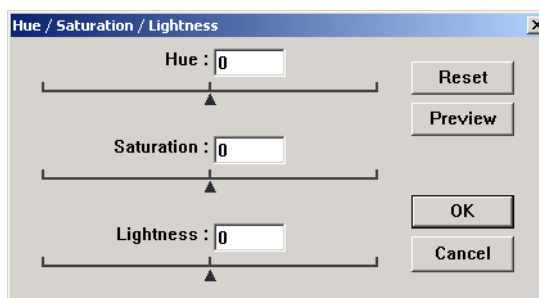 Hue / Saturation / Lightness
Hue : 0
Reset
Preview
Saturation : 0
Lightness : 0
OK
Cancel